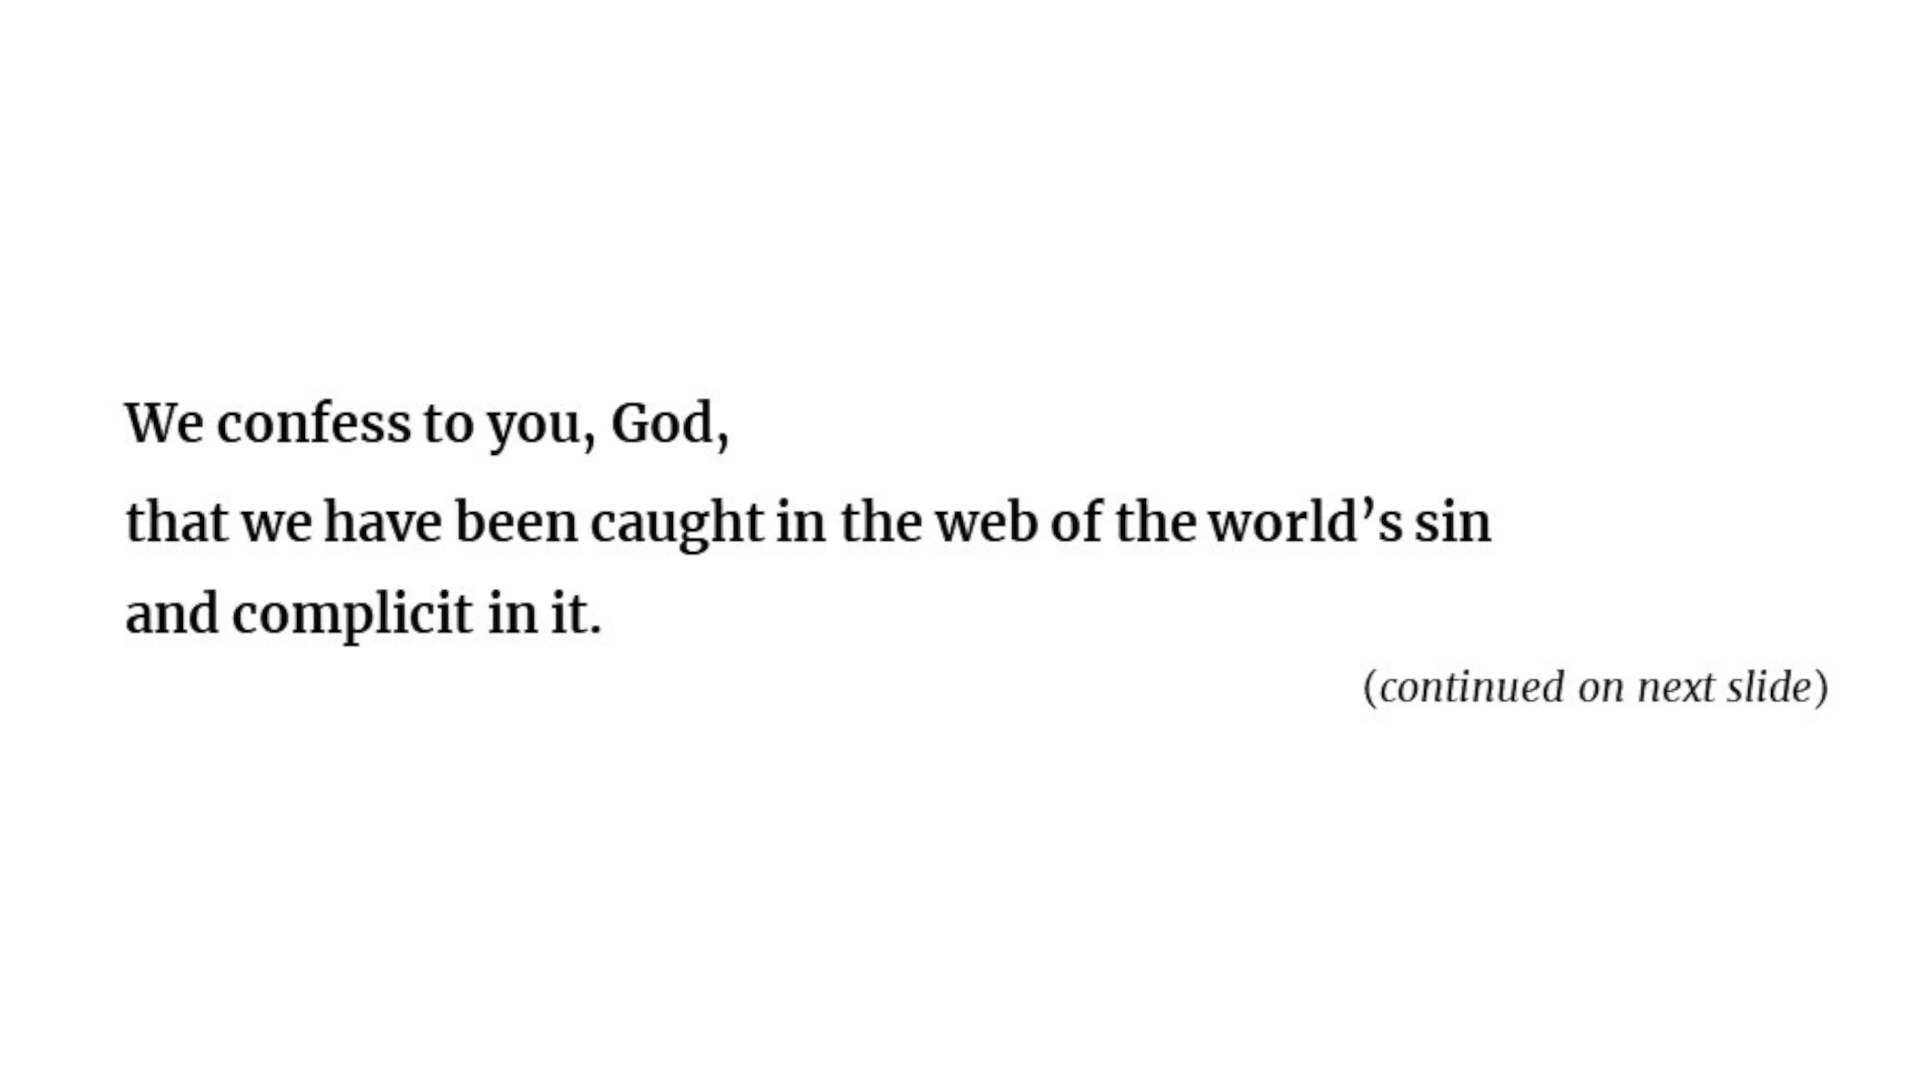 We confess to you, God,
that we have been caught in the web of the world’s sin
and complicit in it.
(continued on next slide)